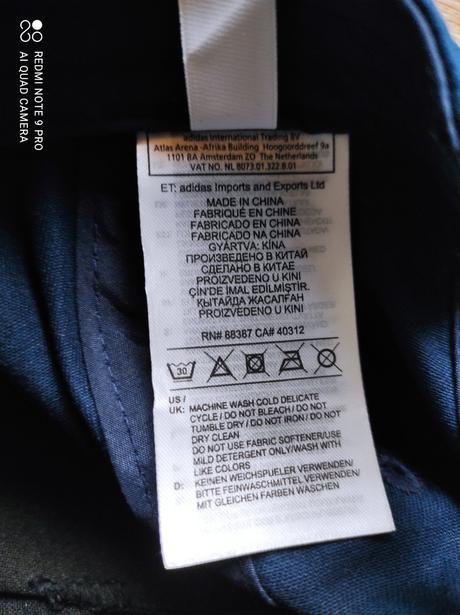 REDMI NOTE 9 PRO
AI QUAD CAMERA
adidas International Trading BV
Atlas Arena -Afrika Building Hoogoorddreef 9a
1101 BA Amsterdam ZO The Netherlands
VAT NO. NL 8073.01.322.B.01
ET: adidas Imports and Exports Ltd
MADE IN CHINA
FABRIQUÉ EN CHINE
FABRICADO EN CHINA
FABRICADO NA CHINA
GYÁRTVA: KÍNA
ПРОИЗВЕДЕНО В КИТАЙ
СДЕЛАНО В КИТАЕ
PROIZVEDENO U KINI
ÇİN'DE İMAL EDİLMİŞTİR.
ҚЫТАЙДА ЖАСАЛҒАН
PROIZVEDENO U KINI
RN# 88387 CA# 40312
30
US /
UK: MACHINE WASH COLD DELICATE
CYCLE / DO NOT BLEACH / DO NOT
TUMBLE DRY / DO NOT IRON / DO NOT
DRY CLEAN
DO NOT USE FABRIC SOFTENER/USE
MILD DETERGENT ONLY/WASH WITH
LIKE COLORS
D: KEINEN WEICHSPUELER VERWENDEN/
BITTE FEINWASCHMITTEL VERWENDEN/
MIT GLEICHEN FARBEN WASCHEN